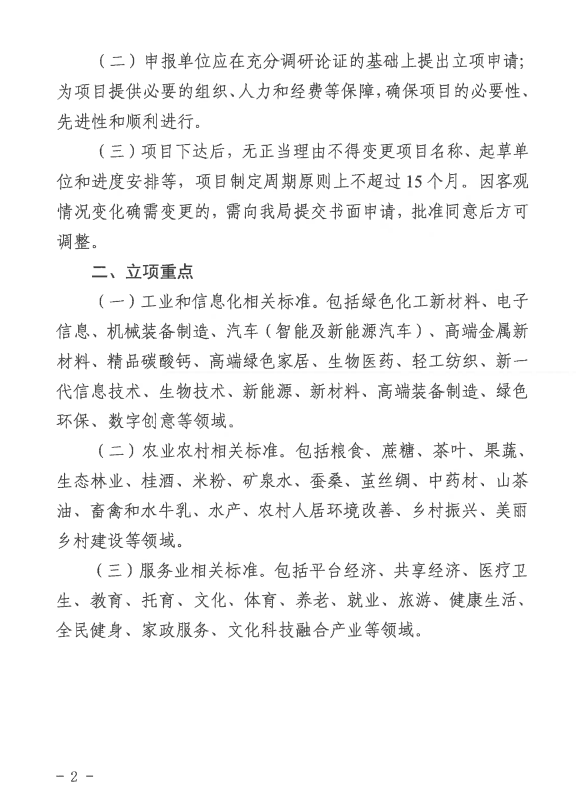 （二）申报单位应在充分调研论证的基础上提出立项申请；
为项目提供必要的组织、人力和经费等保障，确保项目的必要性、
先进性和顺利进行。
（三）项目下达后，无正当理由不得变更项目名称、起草单
位和进度安排等，项目制定周期原则上不超过 15 个月。因客观
情况变化确需变更的，需向我局提交书面申请，批准同意后方可
调整。
二、立项重点
（一）工业和信息化相关标准。包括绿色化工新材料、电子
信息、机械装备制造、汽车（智能及新能源汽车）、高端金属新
材料、精品碳酸钙、高端绿色家居、生物医药、轻工纺织、新一
代信息技术、生物技术、新能源、新材料、高端装备制造、绿色
环保、数字创意等领域。
（二）农业农村相关标准。包括粮食、蔗糖、茶叶、果蔬、
生态林业、桂酒、米粉、矿泉水、蚕桑、茧丝绸、中药材、山茶
油、畜禽和水牛乳、水产、农村人居环境改善、乡村振兴、美丽
乡村建设等领域。
（三）服务业相关标准。包括平台经济、共享经济、医疗卫
生、教育、托育、文化、体育、养老、就业、旅游、健康生活、
全民健身、家政服务、文化科技融合产业等领域。
- 2 -